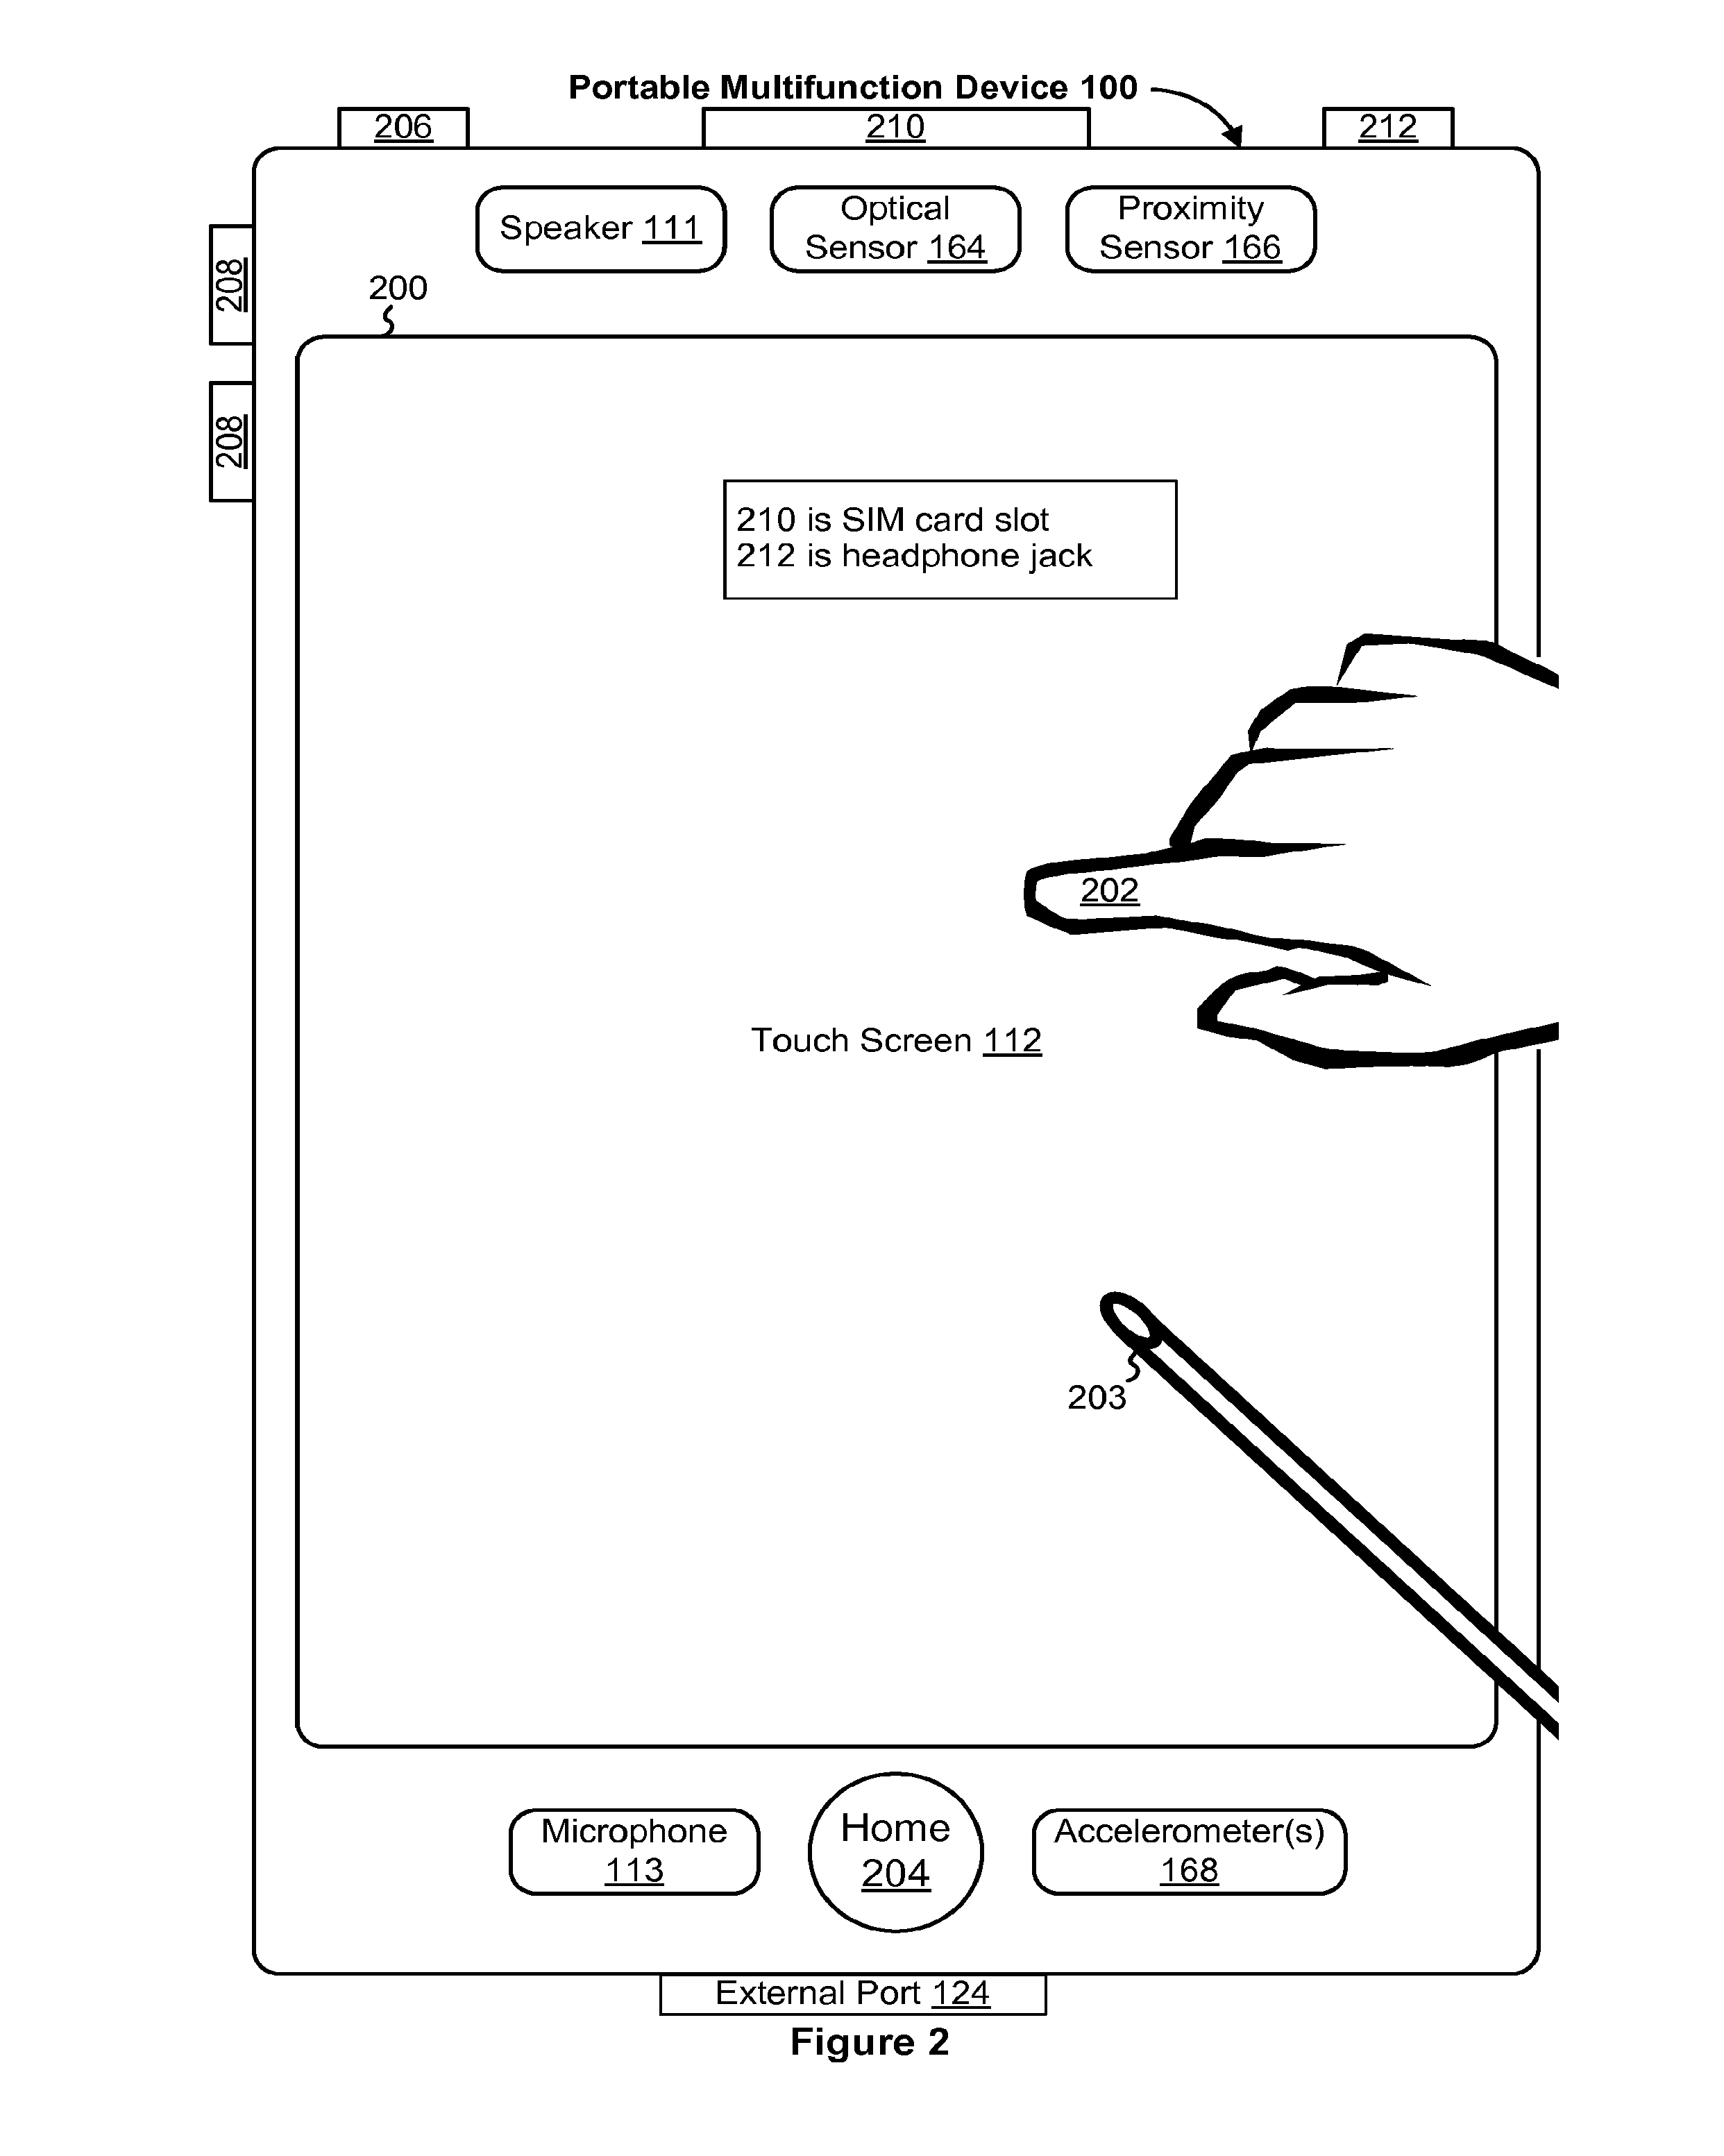 Portable Multifunction Device 100
206
210
212
Speaker 111
Optical
Sensor 164
Proximity
Sensor 166
208
200
208
210 is SIM card slot
212 is headphone jack
202
Touch Screen 112
203
Microphone
113
Home
204
Accelerometer(s)
168
External Port 124
Figure 2